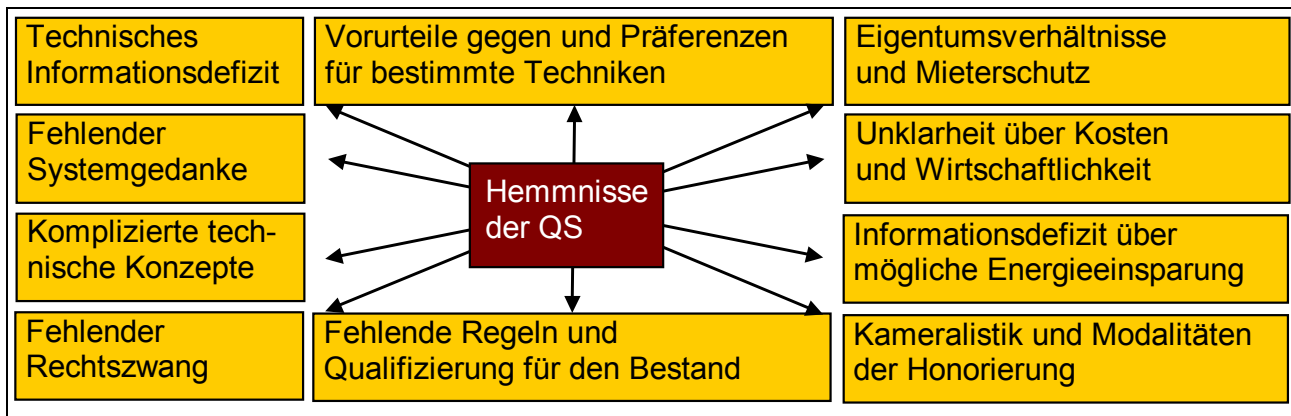 Technisches
Informationsdefizit
Vorurteile gegen und Präferenzen
für bestimmte Techniken
Eigentumsverhältnisse
und Mieterschutz
Fehlender
Systemgedanke
Unklarheit über Kosten
und Wirtschaftlichkeit
Hemmnisse
der QS
Komplizierte tech-
nische Konzepte
Informationsdefizit über
mögliche Energieeinsparung
Fehlender
Rechtszwang
Fehlende Regeln und
Qualifizierung für den Bestand
Kameralistik und Modalitäten
der Honorierung